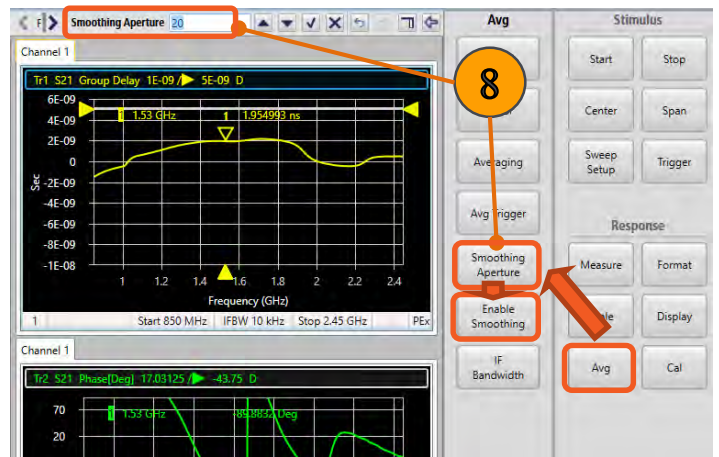 F Smoothing Aperture 20
Channel 1
Tr1 S21 Group Delay 1E-09 / 5E-09 D
6E-09
4E-09
2E-09
0
-2E-09
-4E-09
-6E-09
-8E-09
-1E-08
Sec
1 1.53 GHz 1 1.954993 ns
1 1.2 1.4 1.6 1.8 2 2.2 2.4
Frequency (GHz)
1 Start 850 MHz IFBW 10 kHz Stop 2.45 GHz PEx
Channel 1
Tr2 S21 Phase[Deg] 17.03125 / -43.75 D
70
20
1 1.53 GHz -89.8832 Deg
Avg
8
Averaging
Avg Trigger
Smoothing
Aperture
Enable
Smoothing
IF
Bandwidth
Stimulus
Start Stop
Center Span
Sweep
Setup
Trigger
Response
Measure Format
Display
Avg Cal